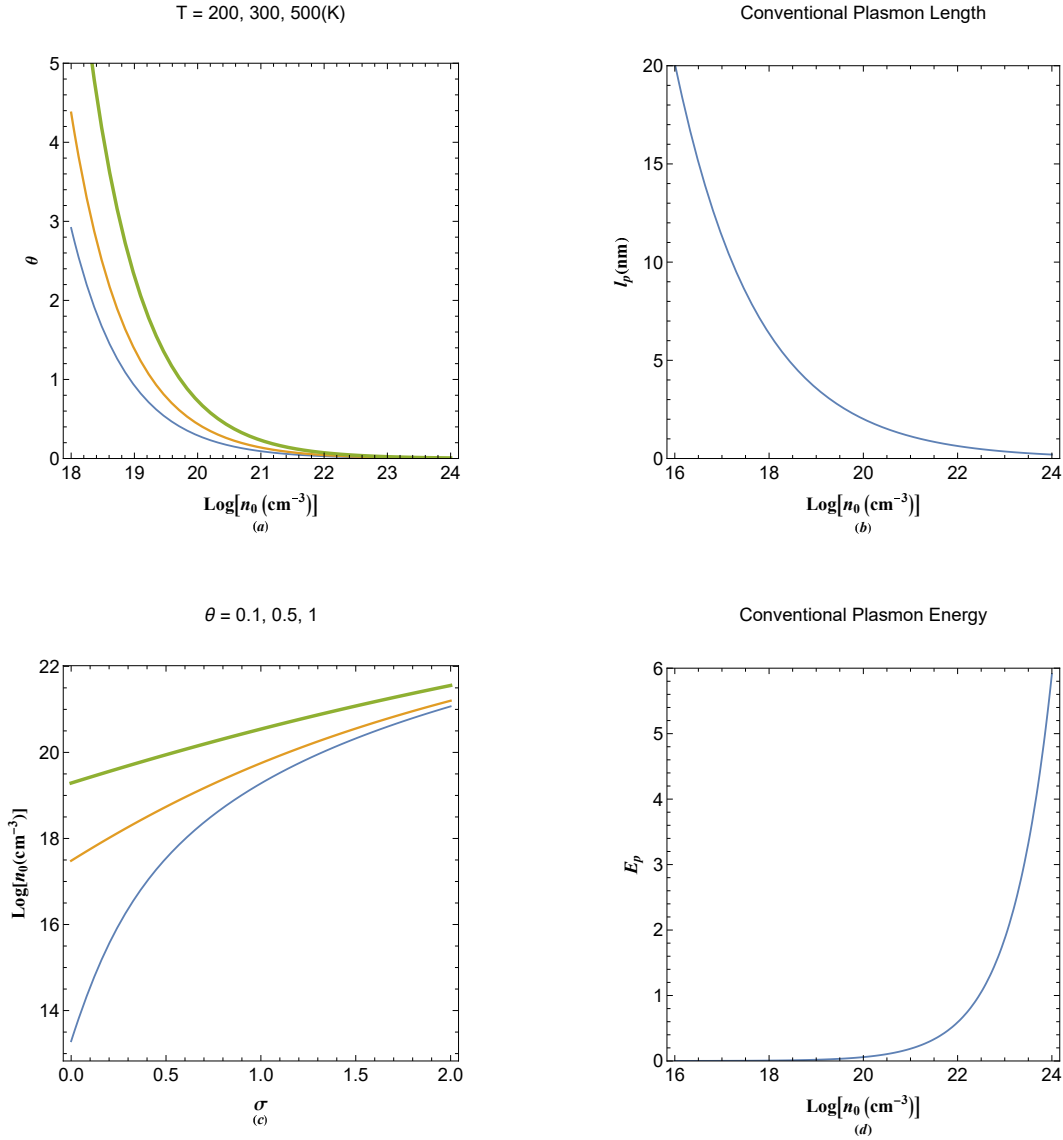 T = 200, 300, 500(K)
5
4
3
2
1
0
θ
18 19 20 21 22 23 24
Log[n₀ (cm⁻³)]
(a)
Conventional Plasmon Length
20
15
10
5
0
lₚ(nm)
16 18 20 22 24
Log[n₀ (cm⁻³)]
(b)
θ = 0.1, 0.5, 1
22
20
18
16
14
Log[n₀(cm⁻³)]
0.0 0.5 1.0 1.5 2.0
σ
(c)
Conventional Plasmon Energy
6
5
4
3
2
1
0
Eₚ
16 18 20 22 24
Log[n₀ (cm⁻³)]
(d)